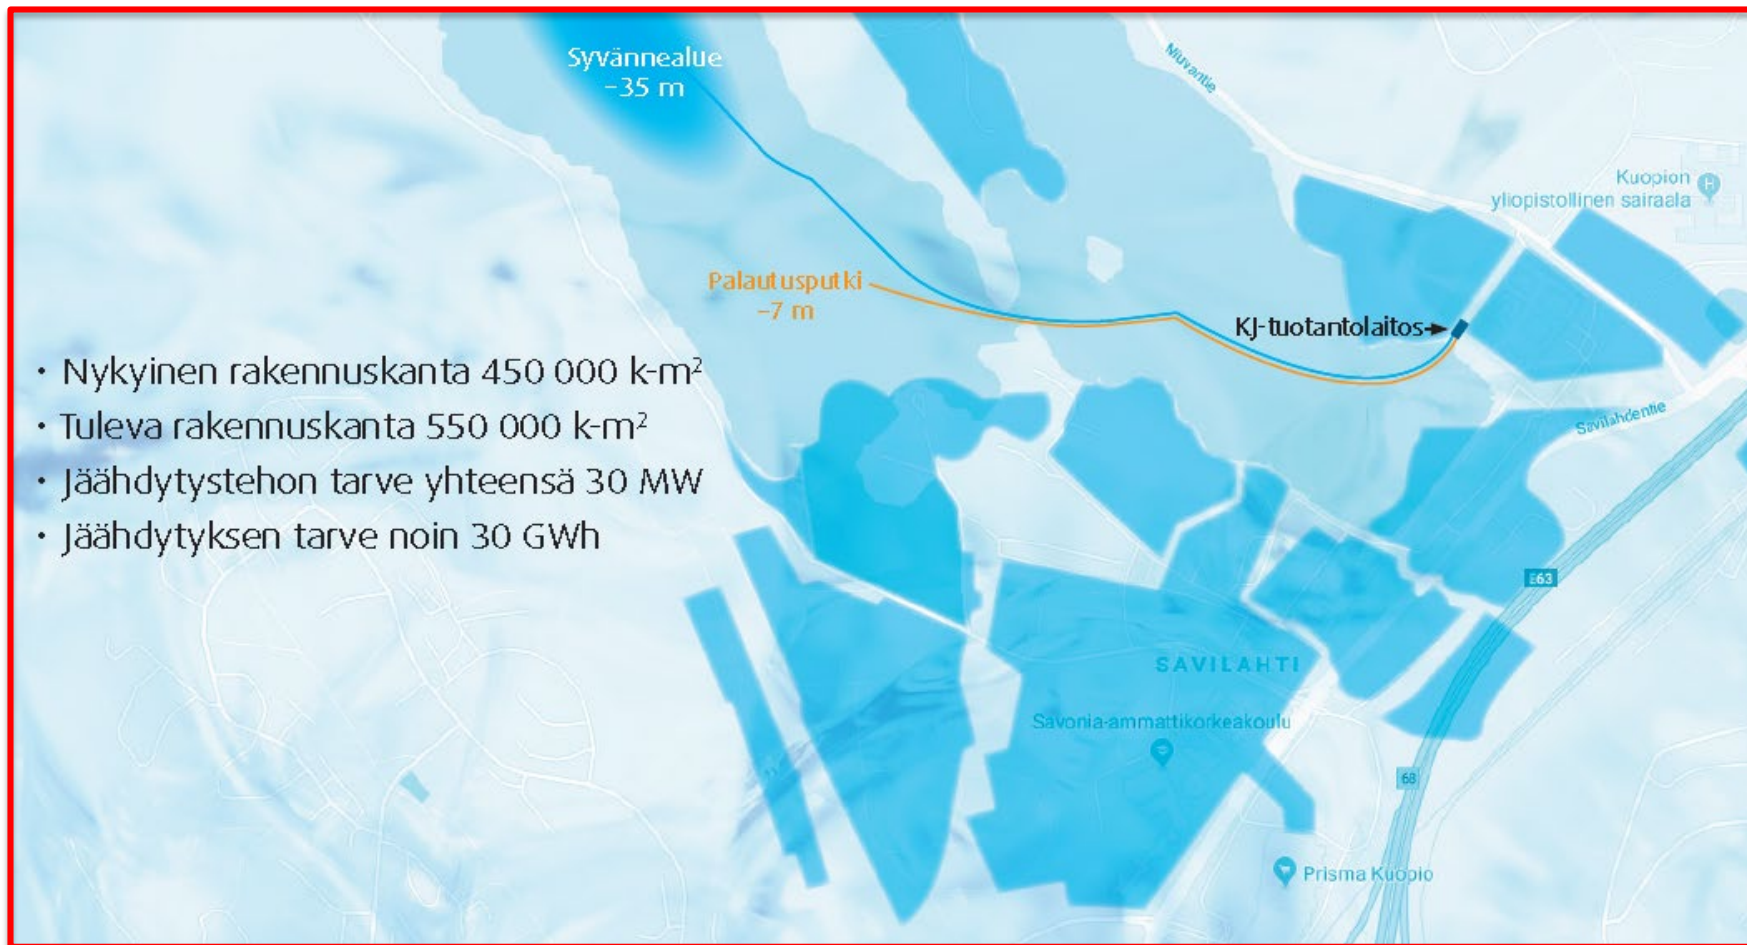 Syvännealue
–35 m
Niuvantie
Kuopion
yliopistollinen sairaala
H
Palautusputki
–7 m
KJ-tuotantolaitos
• Nykyinen rakennuskanta 450 000 k-m²
• Tuleva rakennuskanta 550 000 k-m²
• Jäähdytystehon tarve yhteensä 30 MW
• Jäähdytyksen tarve noin 30 GWh
Savilahdentie
E63
SAVILAHTI
Savonia-ammattikorkeakoulu
Prisma Kuopio